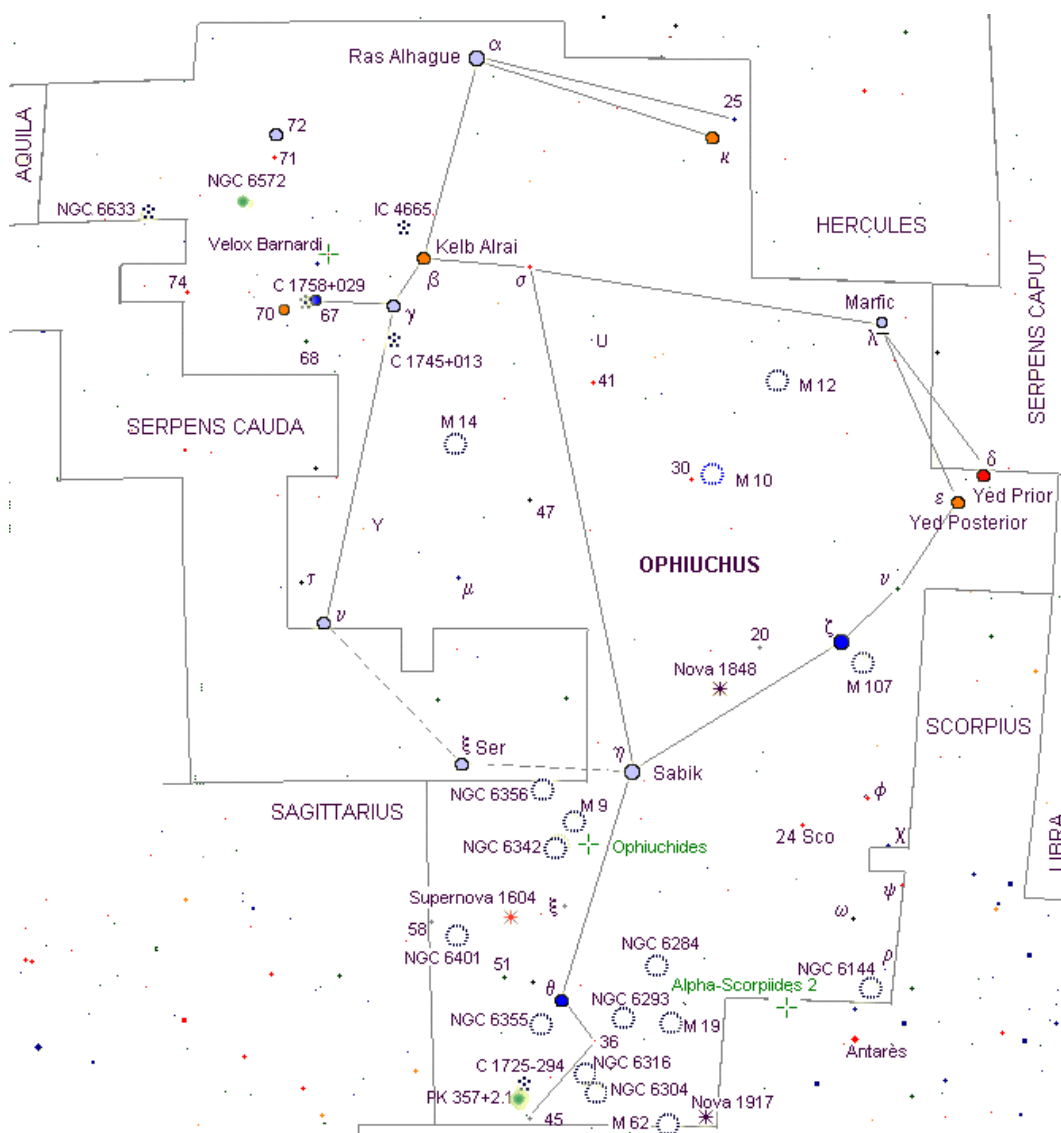 α
Ras Alhague
25
72
κ
71
AQUILA
NGC 6572
NGC 6633
IC 4665
HERCULES
Velox Barnardi
Kelb Alrai
β
σ
74
C 1758+029
70
67
γ
Marfic
λ
SERPENS CAPUT
68
C 1745+013
U
41
M 12
SERPENS CAUDA
M 14
30
M 10
δ
Yed Prior
ε
Yed Posterior
47
Y
OPHIUCHUS
τ
μ
υ
ν
ζ
20
Nova 1848
M 107
SCORPIUS
ξ Ser
η
Sabik
NGC 6356
SAGITTARIUS
M 9
φ
24 Sco
χ
LIBRA
NGC 6342
Ophiuchides
Supernova 1604
ξ
ψ
ω
58
NGC 6401
NGC 6284
ρ
NGC 6144
51
Alpha-Scorpiides 2
θ
NGC 6293
NGC 6355
M 19
36
Antarès
C 1725-294
NGC 6316
PK 357+2.1
NGC 6304
45
M 62
Nova 1917